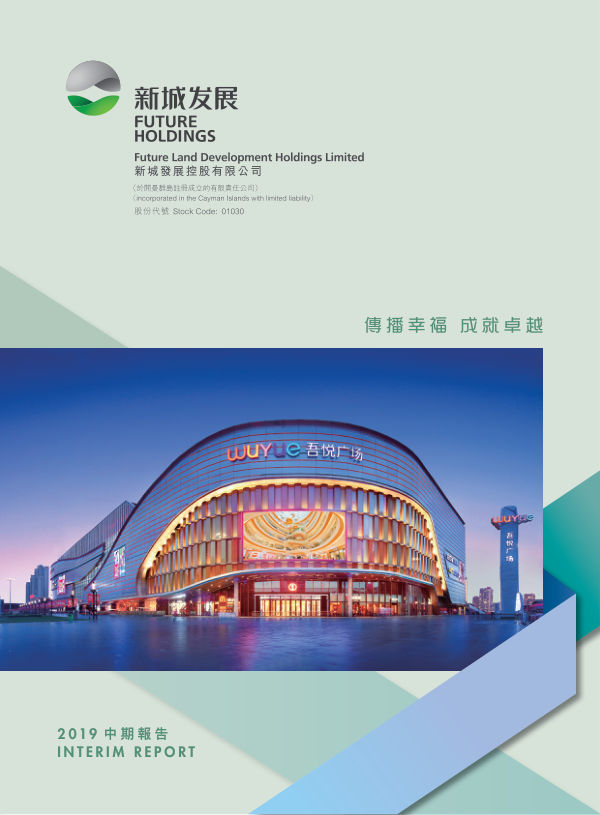 新城发展
FUTURE
HOLDINGS
Future Land Development Holdings Limited
新城發展控股有限公司
（於開曼群島註冊成立的有限責任公司）
（incorporated in the Cayman Islands with limited liability）
股份代號 Stock Code: 01030
傳播幸福 成就卓越
wuyue 吾悦广场
wuyue
吾悦广场
2019 中期報告
INTERIM REPORT